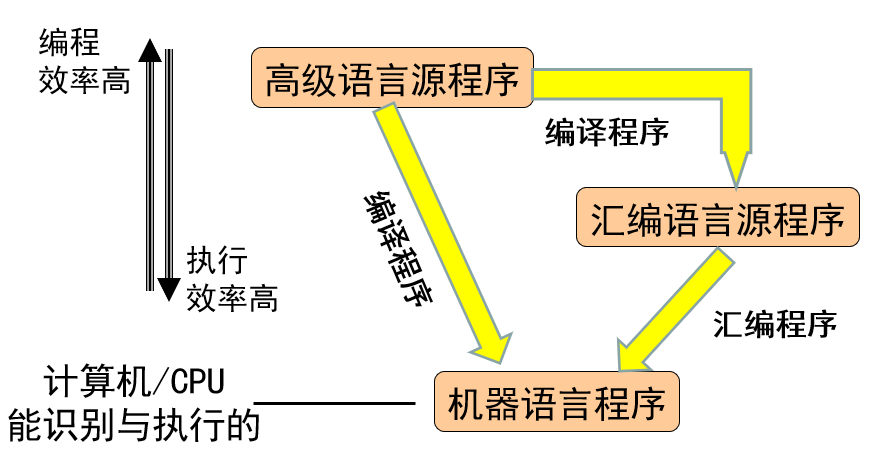 编程
效率高
高级语言源程序
编译程序
编译程序
汇编语言源程序
执行
效率高
汇编程序
计算机/CPU
能识别与执行的
机器语言程序